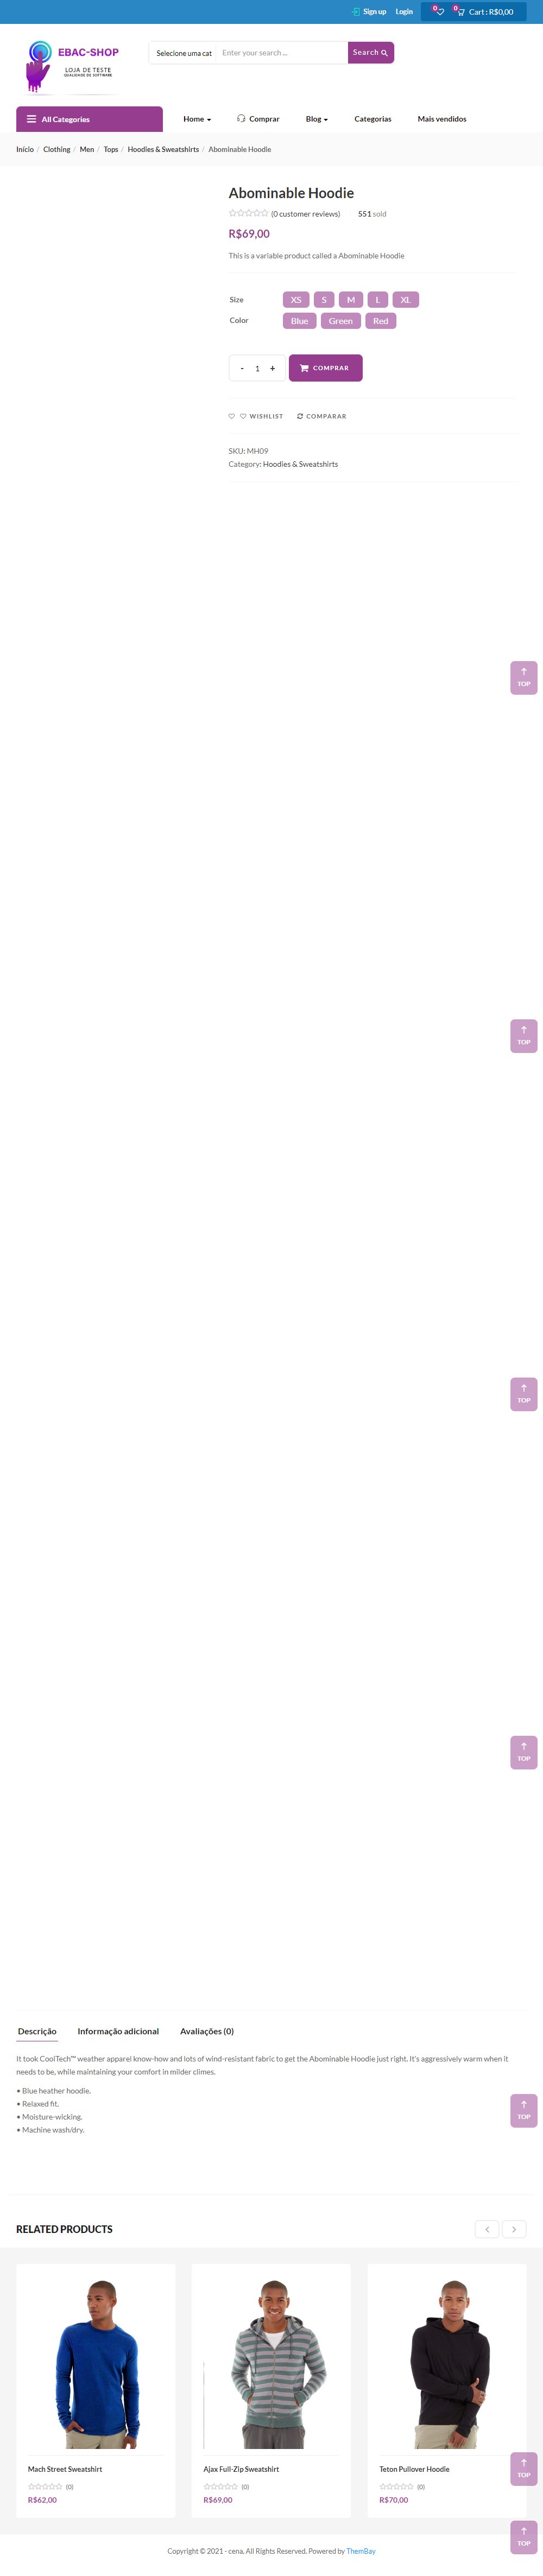 Sign up Login 0 0 Cart : R$0,00
EBAC-SHOP
LOJA DE TESTE
QUALIDADE DE SOFTWARE
Selecione uma cat Enter your search ... Search
All Categories Home Comprar Blog Categorias Mais vendidos
Início / Clothing / Men / Tops / Hoodies & Sweatshirts / Abominable Hoodie
Abominable Hoodie
(0 customer reviews) 551 sold
R$69,00
This is a variable product called a Abominable Hoodie
Size XS S M L XL
Color Blue Green Red
- 1 + COMPRAR
WISHLIST COMPARAR
SKU: MH09
Category: Hoodies & Sweatshirts
TOP
TOP
TOP
TOP
Descrição Informação adicional Avaliações (0)
It took CoolTech™ weather apparel know-how and lots of wind-resistant fabric to get the Abominable Hoodie just right. It's aggressively warm when it
needs to be, while maintaining your comfort in milder climes.
• Blue heather hoodie.
• Relaxed fit.
• Moisture-wicking.
• Machine wash/dry.
TOP
RELATED PRODUCTS
Mach Street Sweatshirt
(0)
R$62,00
Ajax Full-Zip Sweatshirt
(0)
R$69,00
Teton Pullover Hoodie
(0)
R$70,00
TOP
TOP
Copyright © 2021 - cena. All Rights Reserved. Powered by ThemBay